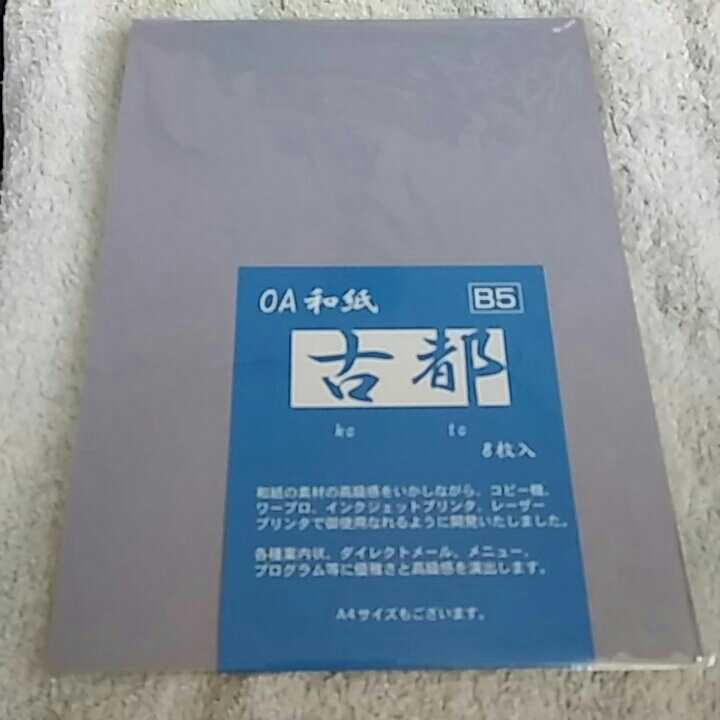 OA和紙 B5
古都
ko to
8枚入
和紙の素材の高級感をいかしながら、コピー機、
ワープロ、インクジェットプリンタ、レーザー
プリンタで御使用なれるように開発いたしました。
各種案内状、ダイレクトメール、メニュー、
プログラム等に優雅さと高級感を演出します。
A4サイズもございます。